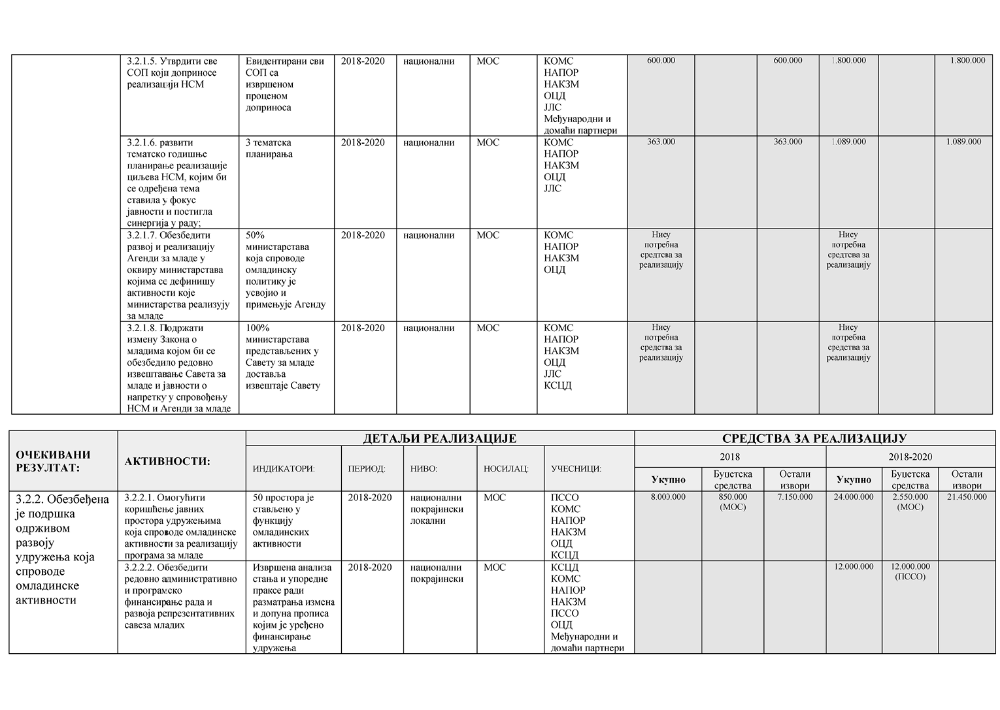 3.2.1.5. Утврдити све
СОП који доприносе
реализацији НСМ
Евидентирани сви
СОП са
извршеном
проценом
доприноса
2018-2020
национални
МОС
КОМС
НАПОР
НАКЗМ
ОЦД
ЈЛС
Међународни и
домаћи партнери
600.000
600.000
1.800.000
1.800.000
3.2.1.6. развити
тематско годишње
планирање реализације
циљева НСМ, којим би
се одређена тема
ставила у фокус
јавности и постигла
синергија у раду;
3 тематска
планирања
2018-2020
национални
МОС
КОМС
НАПОР
НАКЗМ
ОЦД
ЈЛС
363.000
363.000
1.089.000
1.089.000
3.2.1.7. Обезбедити
развој и реализацију
Агенди за младе у
оквиру министарстава
којима се дефинишу
активности које
министарства реализују
за младе
50%
министарстава
која спроводе
омладинску
политику је
усвојио и
примењује Агенду
2018-2020
национални
МОС
КОМС
НАПОР
НАКЗМ
ОЦД
Нису
потребна
средтсва за
реализацију
Нису
потребна
средтсва за
реализацију
3.2.1.8. Подржати
измену Закона о
младима којом би се
обезбедило редовно
извештавање Савета за
младе и јавности о
напретку у спровођењу
НСМ и Агенди за младе
100%
министарстава
представљених у
Савету за младе
доставља
извештаје Савету
2018-2020
национални
МОС
КОМС
НАПОР
НАКЗМ
ОЦД
ЈЛС
КСЦД
Нису
потребна
средства за
реализацију
Нису
потребна
средства за
реализацију
ОЧЕКИВАНИ
РЕЗУЛТАТ:
АКТИВНОСТИ:
ДЕТАЉИ РЕАЛИЗАЦИЈЕ
СРЕДСТВА ЗА РЕАЛИЗАЦИЈУ
ИНДИКАТОРИ:
ПЕРИОД:
НИВО:
НОСИЛАЦ:
УЧЕСНИЦИ:
2018
2018-2020
Укупно
Буџетска
средства
Остали
извори
Укупно
Буџетска
средства
Остали
извори
3.2.2. Обезбеђена
је подршка
одрживом
развоју
удружења која
спроводе
омладинске
активности
3.2.2.1. Омогућити
коришћење јавних
простора удружењима
која спроводе омладинске
активности за реализацију
програма за младе
50 простора је
стављено у
функцију
омладинских
активности
2018-2020
национални
покрајински
локални
МОС
ПССО
КОМС
НАПОР
НАКЗМ
ОЦД
КСЦД
8.000.000
850.000
(МОС)
7.150.000
24.000.000
2.550.000
(МОС)
21.450.000
3.2.2.2. Обезбедити
редовно административно
и програмско
финансирање рада и
развоја репрезентативних
савеза младих
Извршена анализа
стања и упоредне
праксе ради
разматрања измена
и допуна прописа
којим је уређено
финансирање
удружења
2018-2020
национални
покрајински
МОС
КСЦД
КОМС
НАПОР
НАКЗМ
ПССО
ОЦД
Међународни и
домаћи партнери
12.000.000
12.000.000
(ПССО)